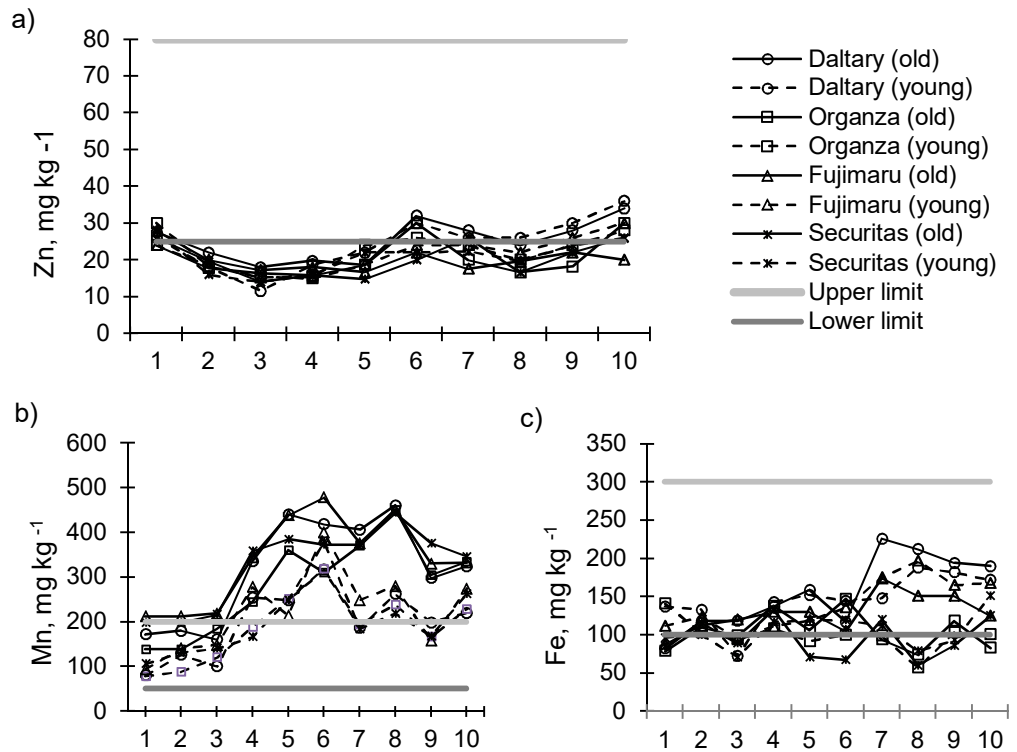 a)
Zn, mg kg -1
80
70
60
50
40
30
20
10
0
1 2 3 4 5 6 7 8 9 10
Daltary (old)
Daltary (young)
Organza (old)
Organza (young)
Fujimaru (old)
Fujimaru (young)
Securitas (old)
Securitas (young)
Upper limit
Lower limit
b)
Mn, mg kg -1
600
500
400
300
200
100
0
1 2 3 4 5 6 7 8 9 10
c)
Fe, mg kg -1
350
300
250
200
150
100
50
0
1 2 3 4 5 6 7 8 9 10